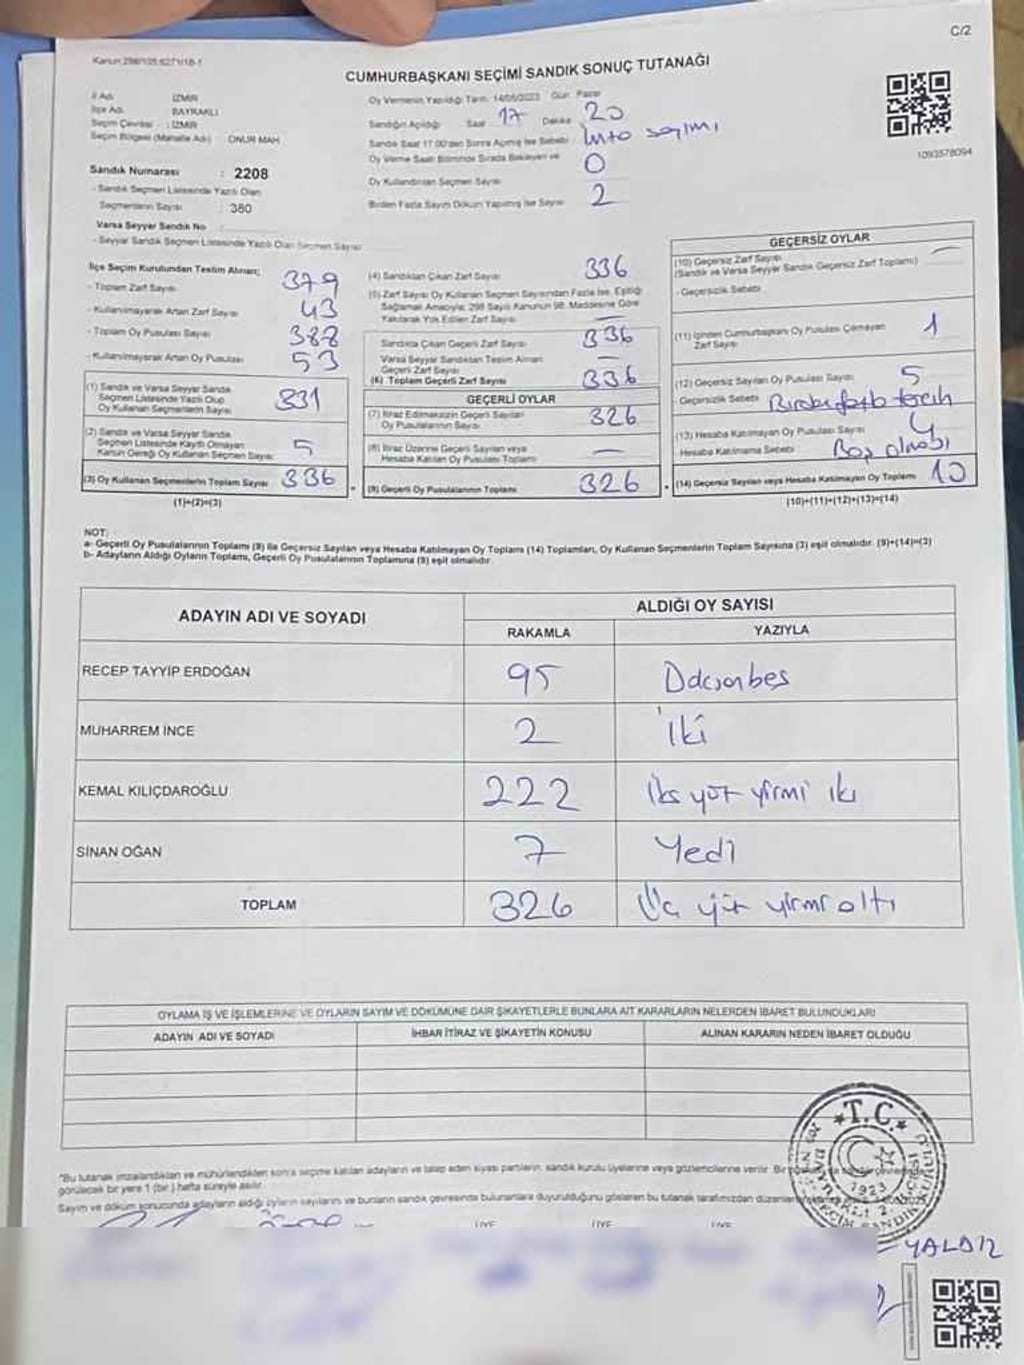 C/2
Kanun:298/135.6271/18-1
CUMHURBAŞKANI SEÇİMİ SANDIK SONUÇ TUTANAĞI
İl Adı İZMİR
İlçe Adı BAYRAKLI
Seçim Çevresi : İZMİR
Seçim Bölgesi (Mahalle Adı) ONUR MAH
Sandık Numarası : 2208
- Sandık Seçmen Listesinde Yazılı Olan
Seçmenlerin Sayısı : 380
Varsa Seyyar Sandık No
- Seyyar Sandık Seçmen Listesinde Yazılı Olan Seçmen Sayısı
Oy Vermenin Yapıldığı Tarih: 14/05/2023 Gün: Pazar
Sandığın Açıldığı Saat 17 Dakika 20
Sandık Saat 17.00'den Sonra Açılmış İse Sebebi sayımı
Oy Verme Saati Bitiminde Sırada Bekleyen ve
Oy Kullandırılan Seçmen Sayısı 0
Birden Fazla Sayım Döküm Yapılmış İse Sayısı 2
1093578094
İlçe Seçim Kurulundan Teslim Alınan;
- Toplam Zarf Sayısı 379
- Kullanılmayarak Artan Zarf Sayısı 43
- Toplam Oy Pusulası Sayısı 388
- Kullanılmayarak Artan Oy Pusulası 53
(1) Sandık ve Varsa Seyyar Sandık
Seçmen Listesinde Yazılı Olup
Oy Kullanan Seçmenlerin Sayısı 331
(2) Sandık ve Varsa Seyyar Sandık
Seçmen Listesinde Kayıtlı Olmayan
Kanun Gereği Oy Kullanan Seçmen Sayısı 5
(3) Oy Kullanan Seçmenlerin Toplam Sayısı 336
(1)+(2)=(3)
(4) Sandıktan Çıkan Zarf Sayısı 336
(5) Zarf Sayısı Oy Kullanan Seçmen Sayısından Fazla İse, Eşitliği
Sağlamak Amacıyla, 298 Sayılı Kanunun 98. Maddesine Göre
Yakılarak Yok Edilen Zarf Sayısı —
Sandıkta Çıkan Geçerli Zarf Sayısı 336
Varsa Seyyar Sandıktan Teslim Alınan
Geçerli Zarf Sayısı —
(6) Toplam Geçerli Zarf Sayısı 336
GEÇERLİ OYLAR
(7) İtiraz Edilmeksizin Geçerli Sayılan
Oy Pusulalarının Sayısı 326
(8) İtiraz Üzerine Geçerli Sayılan veya
Hesaba Katılan Oy Pusulası Toplamı —
(9) Geçerli Oy Pusulalarının Toplamı 326
GEÇERSİZ OYLAR
(10) Geçersiz Zarf Sayısı —
(Sandık ve Varsa Seyyar Sandık Geçersiz Zarf Toplamı)
- Geçersizlik Sebebi
(11) İçinden Cumhurbaşkanı Oy Pusulası Çıkmayan
Zarf Sayısı 1
(12) Geçersiz Sayılan Oy Pusulası Sayısı 5
- Geçersizlik Sebebi tercih
(13) Hesaba Katılmayan Oy Pusulası Sayısı 4
Hesaba Katılmama Sebebi Boş olması
(14) Geçersiz Sayılan veya Hesaba Katılmayan Oy Toplamı 10
(10)+(11)+(12)+(13)=(14)
NOT:
a- Geçerli Oy Pusulalarının Toplamı (9) ile Geçersiz Sayılan veya Hesaba Katılmayan Oy Toplamı (14) Toplamları, Oy Kullanan Seçmenlerin Toplam Sayısına (3) eşit olmalıdır. (9)+(14)=(3)
b- Adayların Aldığı Oyların Toplamı, Geçerli Oy Pusulalarının Toplamına (9) eşit olmalıdır
ADAYIN ADI VE SOYADI ALDIĞI OY SAYISI
RAKAMLA YAZIYLA
RECEP TAYYİP ERDOĞAN 95 Doksanbeş
MUHARREM İNCE 2 İki
KEMAL KILIÇDAROĞLU 222 İki yüz yirmi iki
SİNAN OĞAN 7 Yedi
TOPLAM 326 Üç yüz yirmi altı
OYLAMA İŞ VE İŞLEMLERİNE VE OYLARIN SAYIM VE DÖKÜMÜNE DAİR ŞİKAYETLERLE BUNLARA AİT KARARLARIN NELERDEN İBARET BULUNDUKLARI
ADAYIN ADI VE SOYADI İHBAR İTİRAZ VE ŞİKAYETİN KONUSU ALINAN KARARIN NEDEN İBARET OLDUĞU
"Bu tutanak imzalandıktan ve mühürlendikten sonra seçime katılan adayların ve talep eden siyasi partilerin, sandık kurulu üyelerine veya gözlemcilerine verilir. Bir
görülecek bir yere 1 (bir) hafta süreyle asılır.
Sayım ve döküm sonucunda adayların aldığı oyların sayılarını ve bunların sandık çevresinde bulunanlara duyurulduğunu gösteren bu tutanak tarafımızdan
T.C.
1923
ÜYE ÜYE ÜYE
YALDIZ